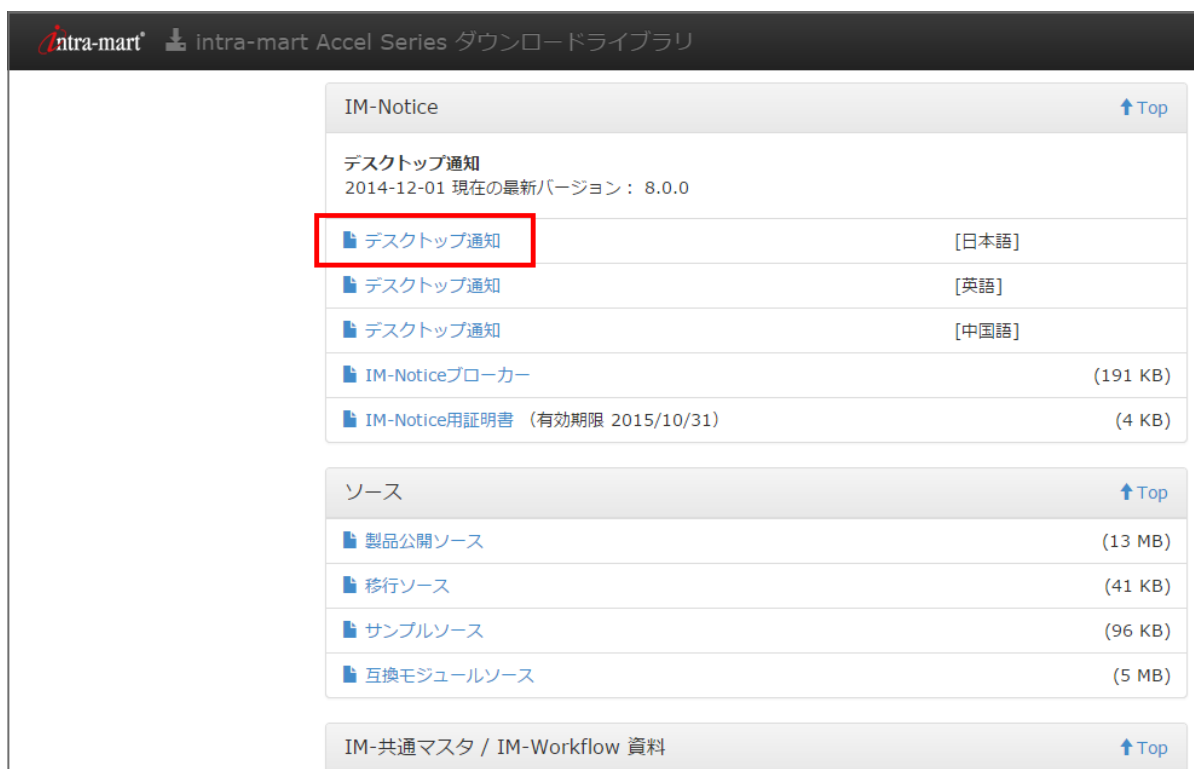 intra-mart intra-mart Accel Series ダウンロードライブラリ
IM-Notice Top
デスクトップ通知
2014-12-01 現在の最新バージョン： 8.0.0
デスクトップ通知 [日本語]
デスクトップ通知 [英語]
デスクトップ通知 [中国語]
IM-Noticeブローカー (191 KB)
IM-Notice用証明書 （有効期限 2015/10/31） (4 KB)
ソース Top
製品公開ソース (13 MB)
移行ソース (41 KB)
サンプルソース (96 KB)
互換モジュールソース (5 MB)
IM-共通マスタ / IM-Workflow 資料 Top